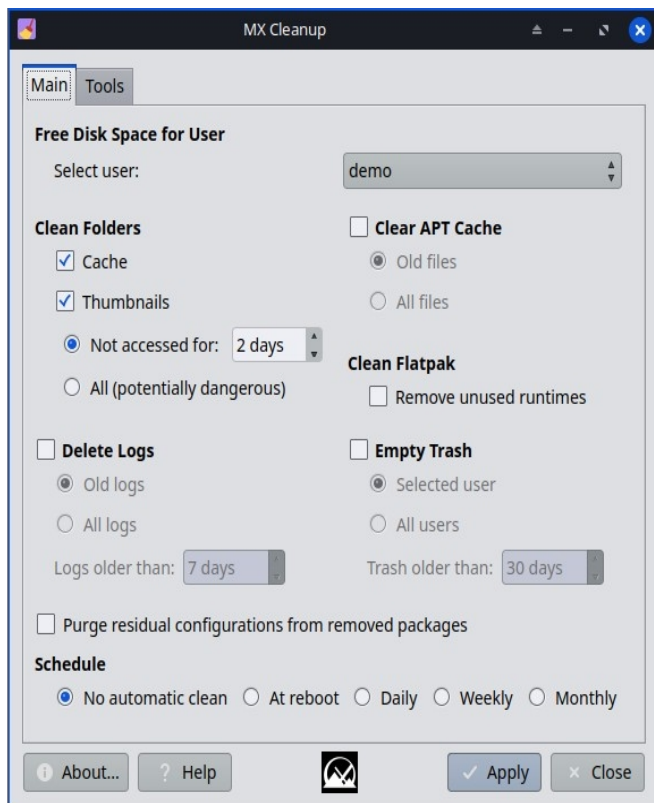 MX Cleanup
Main Tools
Free Disk Space for User
Select user: demo
Clean Folders
Cache
Thumbnails
Not accessed for: 2 days
All (potentially dangerous)
Clear APT Cache
Old files
All files
Clean Flatpak
Remove unused runtimes
Delete Logs
Old logs
All logs
Logs older than: 7 days
Empty Trash
Selected user
All users
Trash older than: 30 days
Purge residual configurations from removed packages
Schedule
No automatic clean At reboot Daily Weekly Monthly
About... Help Apply Close